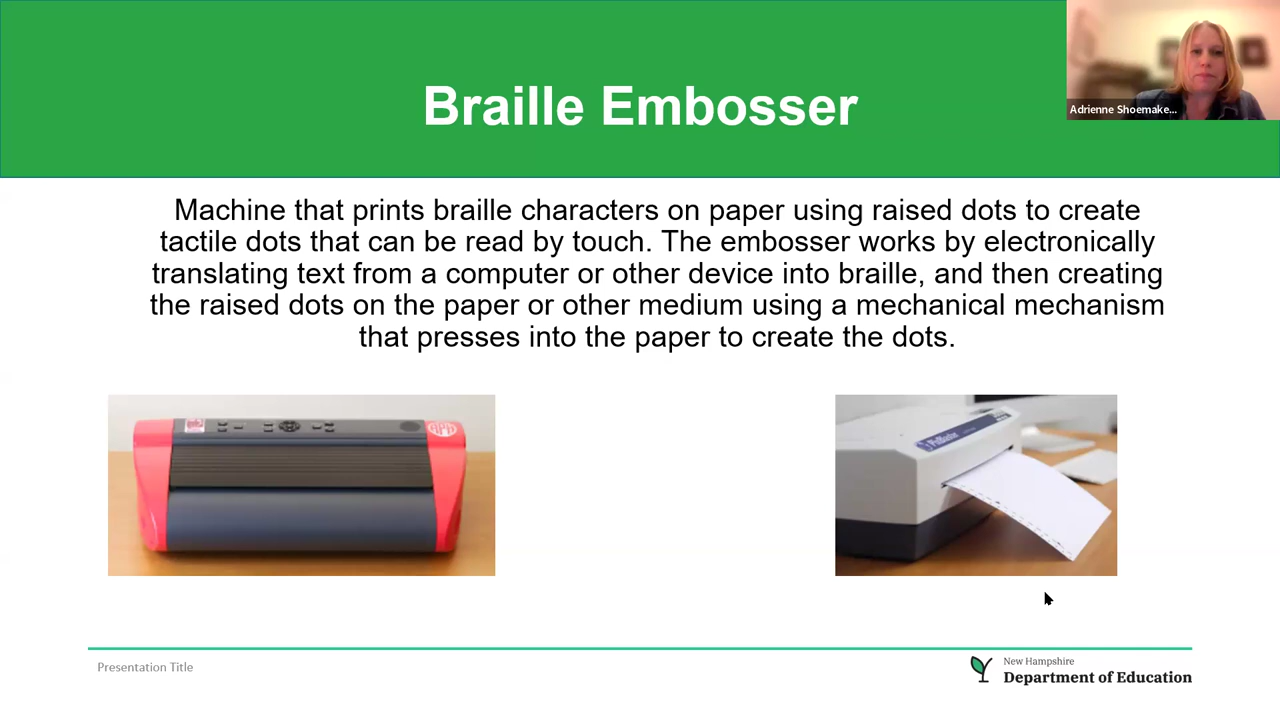 Braille Embosser
Adrienne Shoemake...
Machine that prints braille characters on paper using raised dots to create
tactile dots that can be read by touch. The embosser works by electronically
translating text from a computer or other device into braille, and then creating
the raised dots on the paper or other medium using a mechanical mechanism
that presses into the paper to create the dots.
APH
Presentation Title
New Hampshire
Department of Education